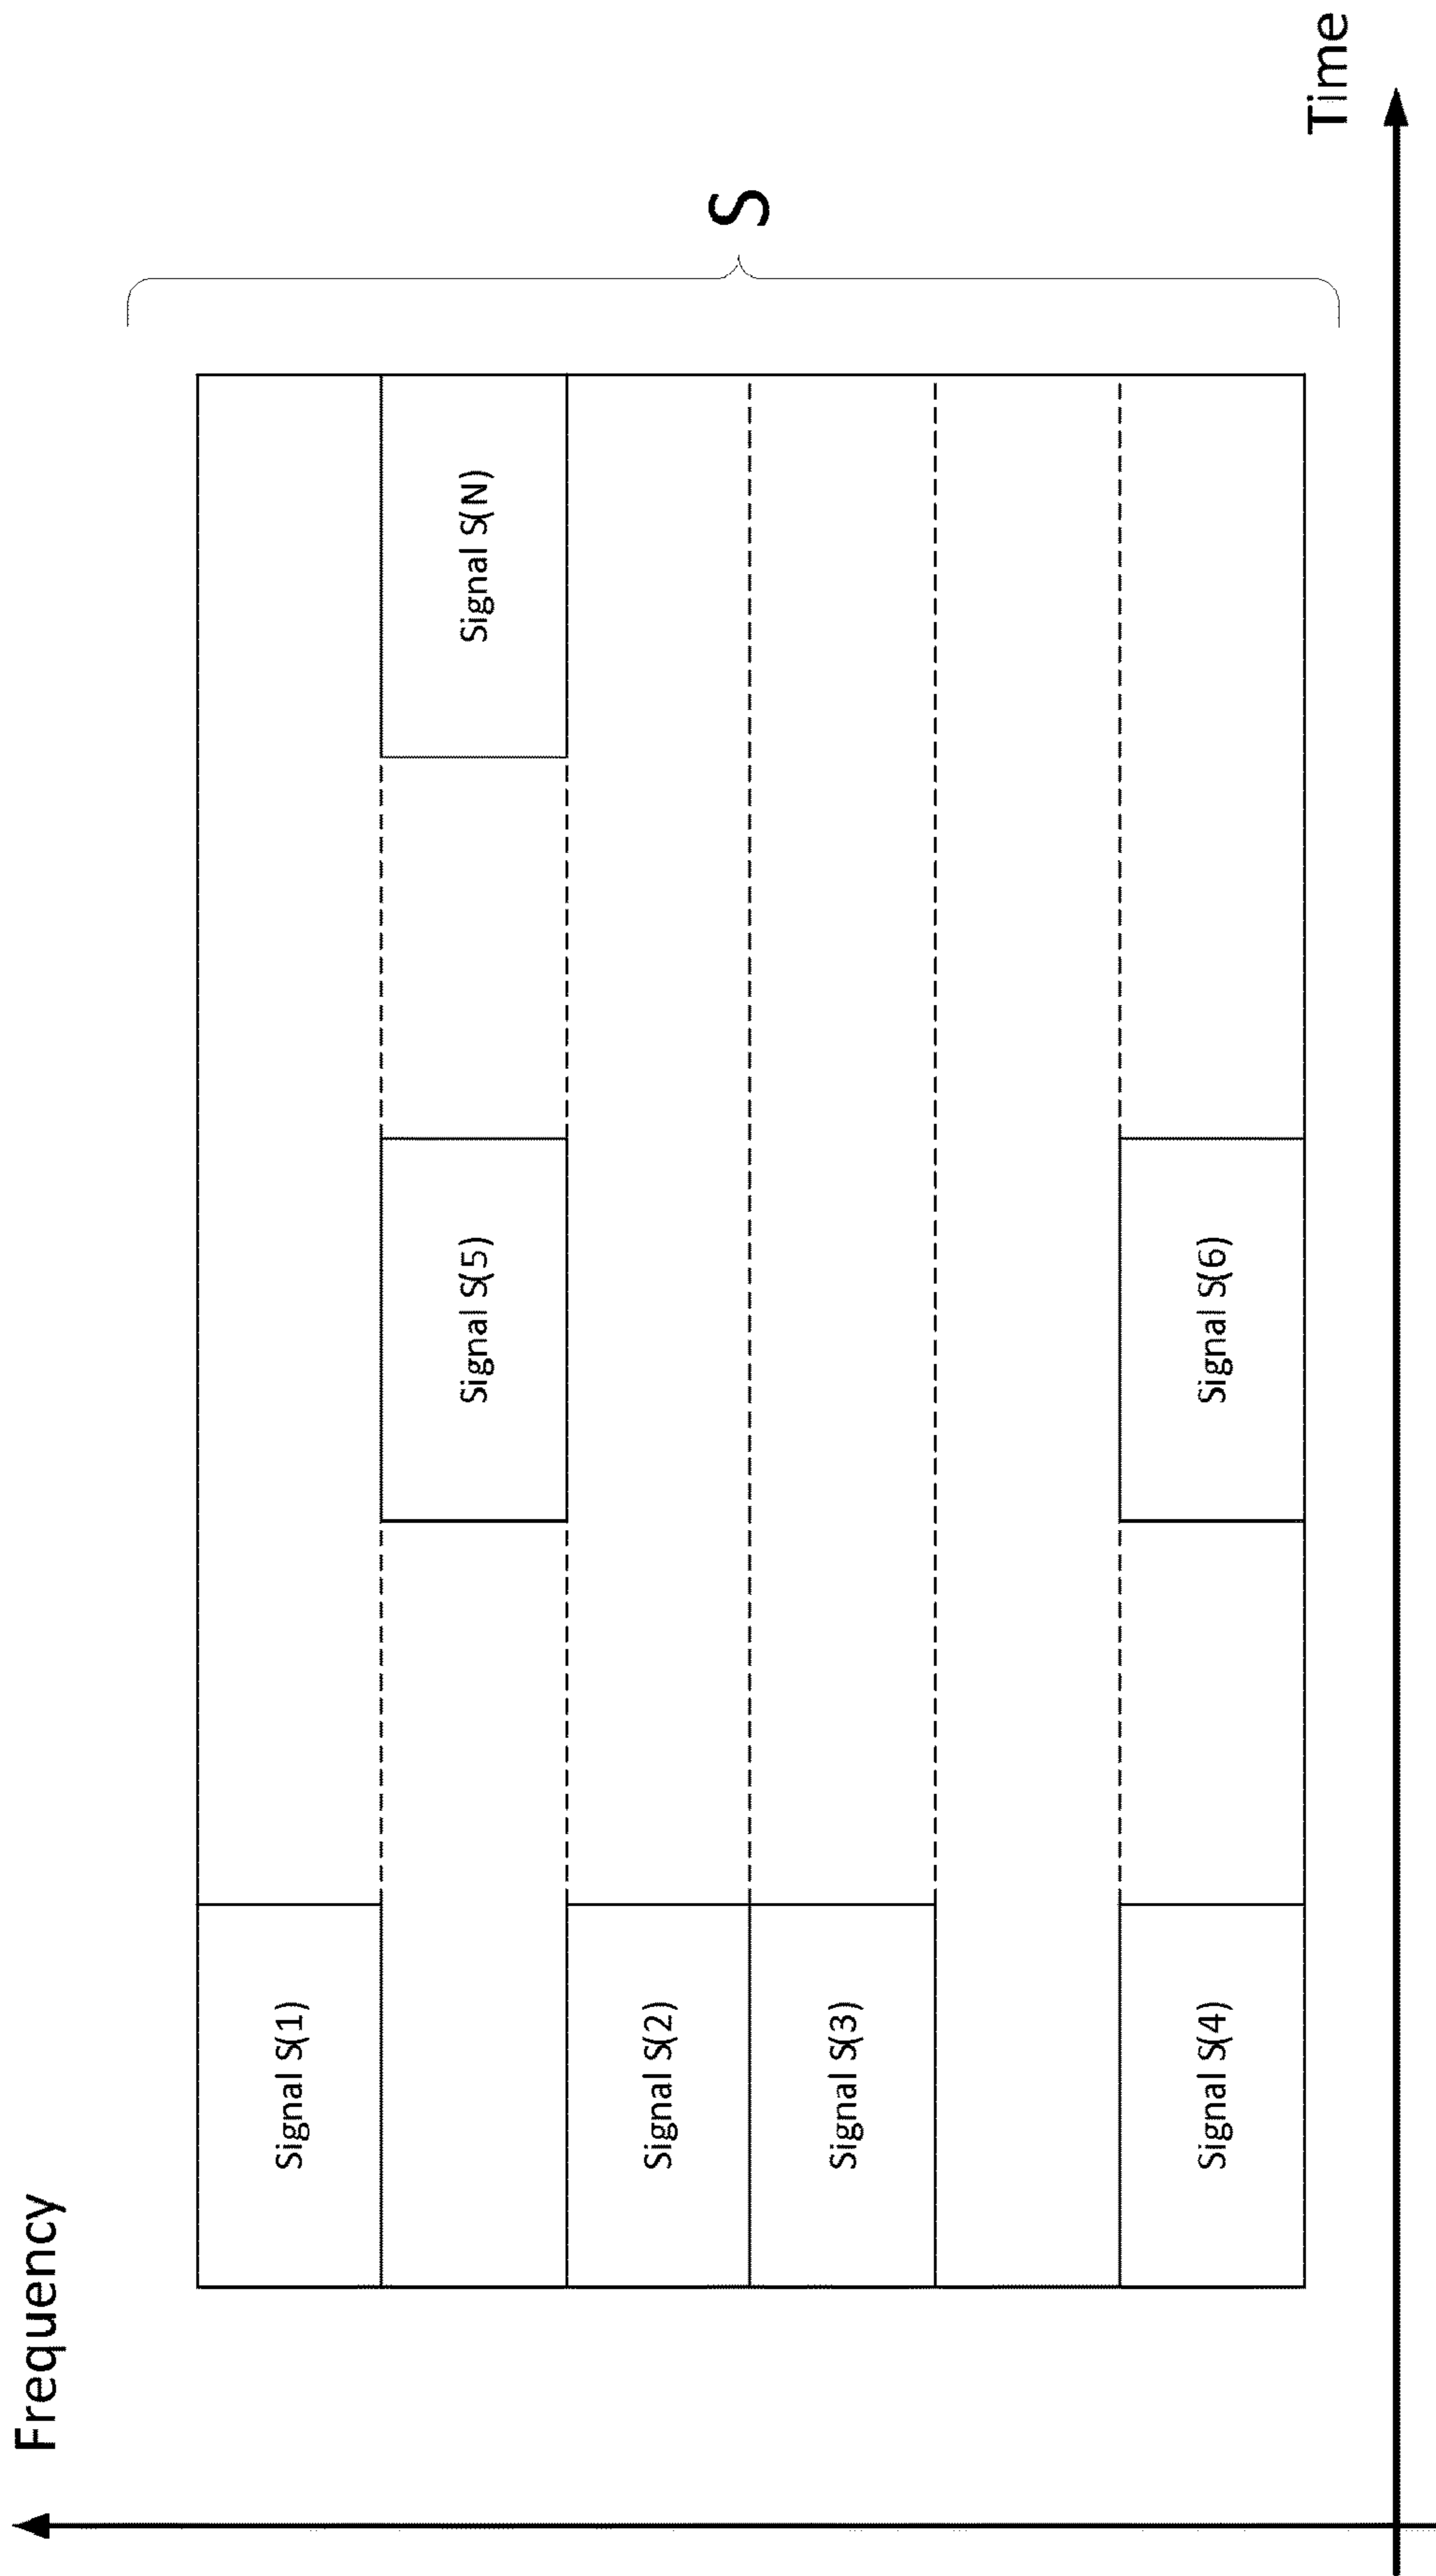 Frequency
Signal S(1)
Signal S(5)
Signal S(N)
Signal S(2)
Signal S(3)
Signal S(4)
Signal S(6)
S
Time